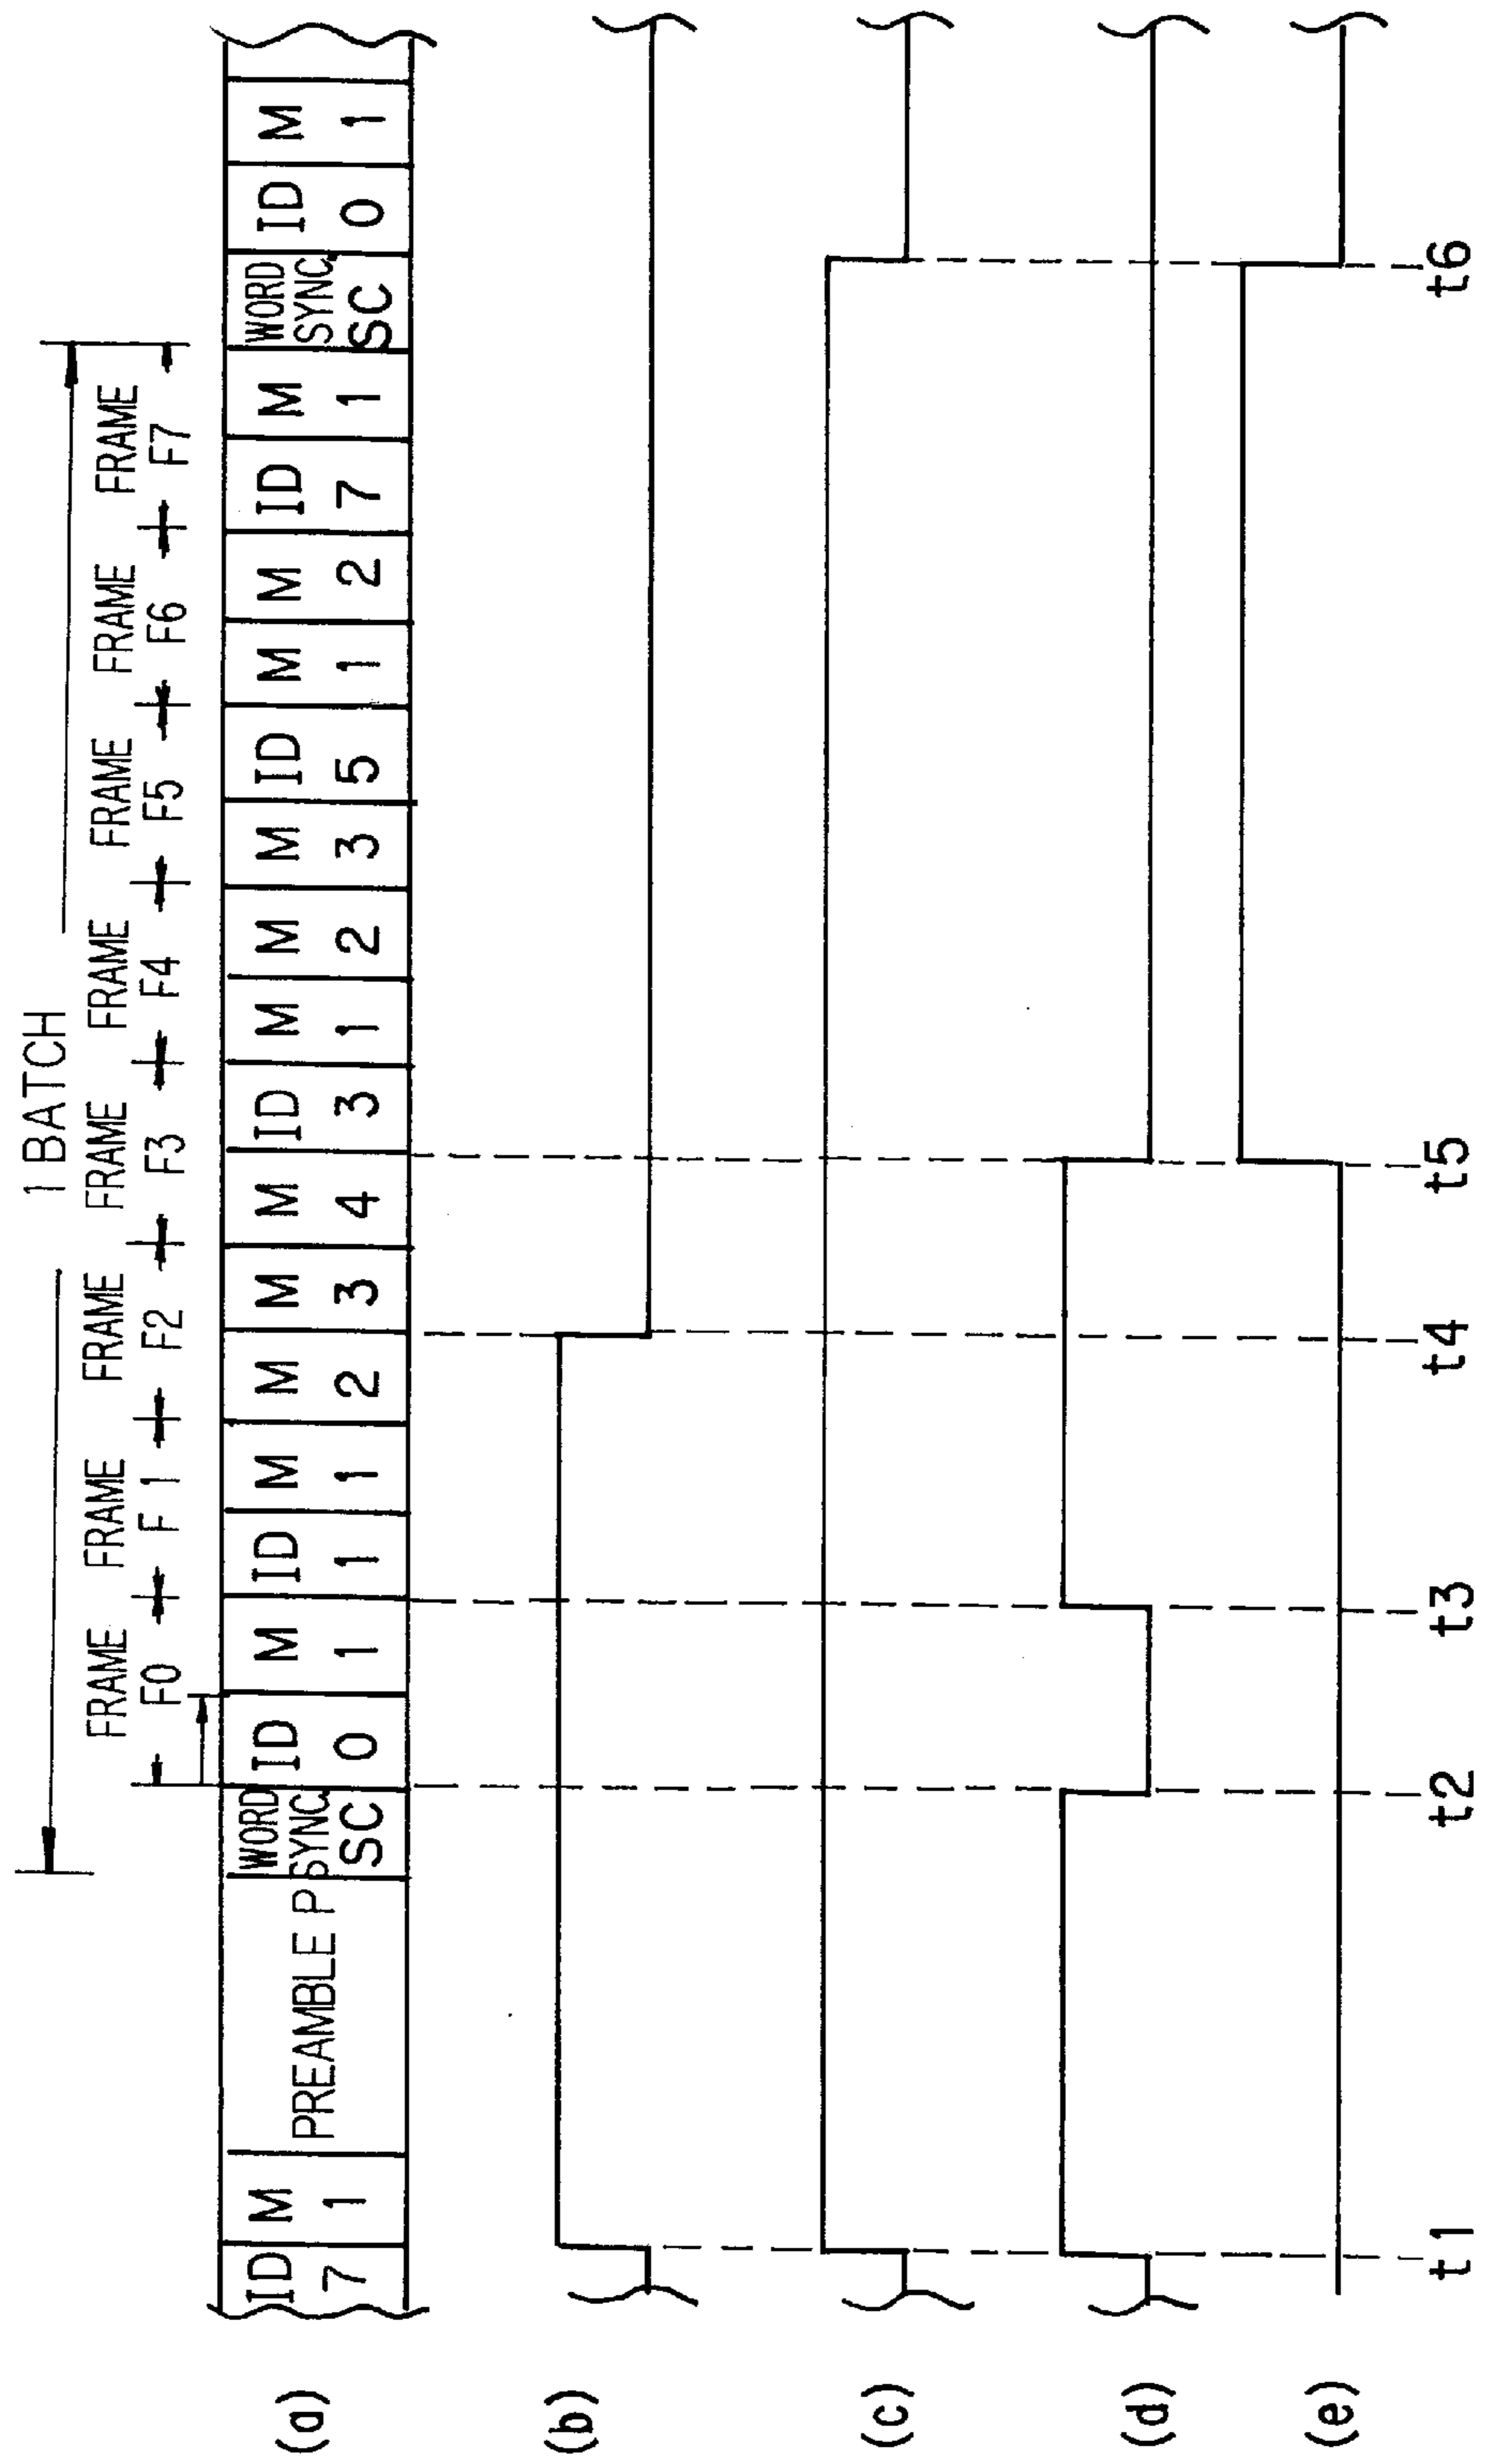 1 BATCH
FRAME FRAME FRAME FRAME FRAME FRAME FRAME FRAME
F0 F1 F2 F3 F4 F5 F6 F7
(a)
ID M PREAMBLE P WORD SYNC. ID M ID M M M M ID M M M ID M M ID M WORD SYNC. ID M
7 1 SC 0 1 1 1 2 3 4 3 1 2 3 5 1 2 7 1 SC 0 1
(b)
(c)
(d)
(e)
t1 t2 t3 t4 t5 t6